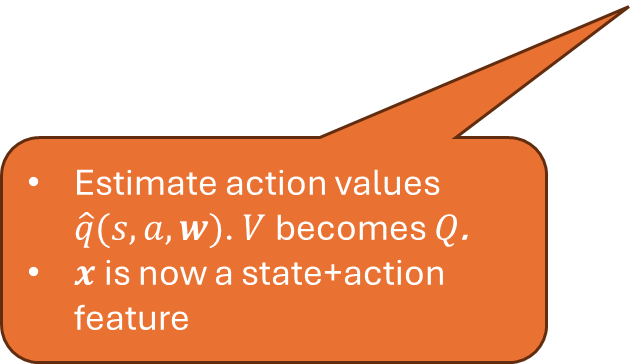 • Estimate action values
q̂(s, a, w). V becomes Q.
• x is now a state+action
feature